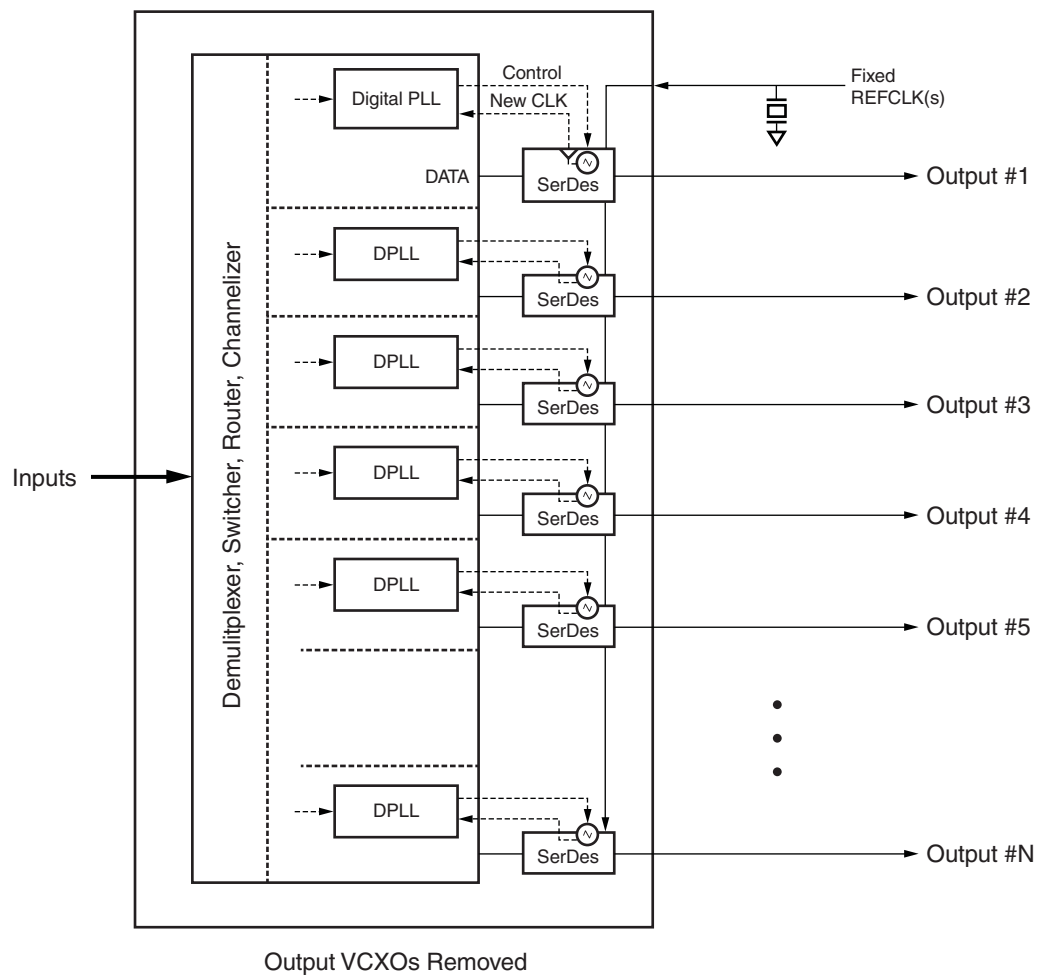 Control
Fixed
REFCLK(s)
Digital PLL
New CLK
DATA
SerDes
Output #1
DPLL
SerDes
Output #2
DPLL
SerDes
Output #3
Demulitplexer, Switcher, Router, Channelizer
Inputs
DPLL
SerDes
Output #4
DPLL
SerDes
Output #5
DPLL
SerDes
Output #N
Output VCXOs Removed